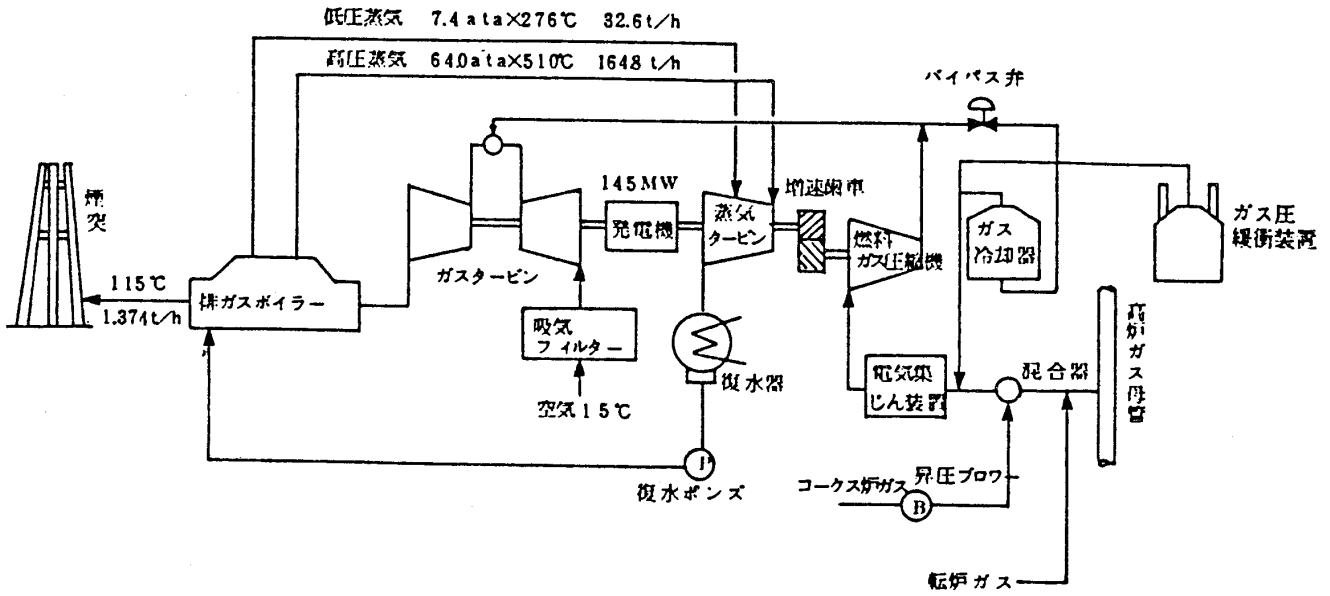 低圧蒸気 7.4ata×276℃ 32.6t/h
高圧蒸気 64.0ata×510℃ 164.8t/h
バイパス弁
煙突
145MW
発電機
蒸気
タービン
増速歯車
燃料
ガス圧縮機
ガス
冷却器
ガス圧
緩衝装置
ガスタービン
115℃
1.374t/h
排ガスボイラー
吸気
フィルター
空気15℃
復水器
電気集
じん装置
混合器
高炉ガス母管
P
復水ポンズ
コークス炉ガス
昇圧ブロワー
B
転炉ガス